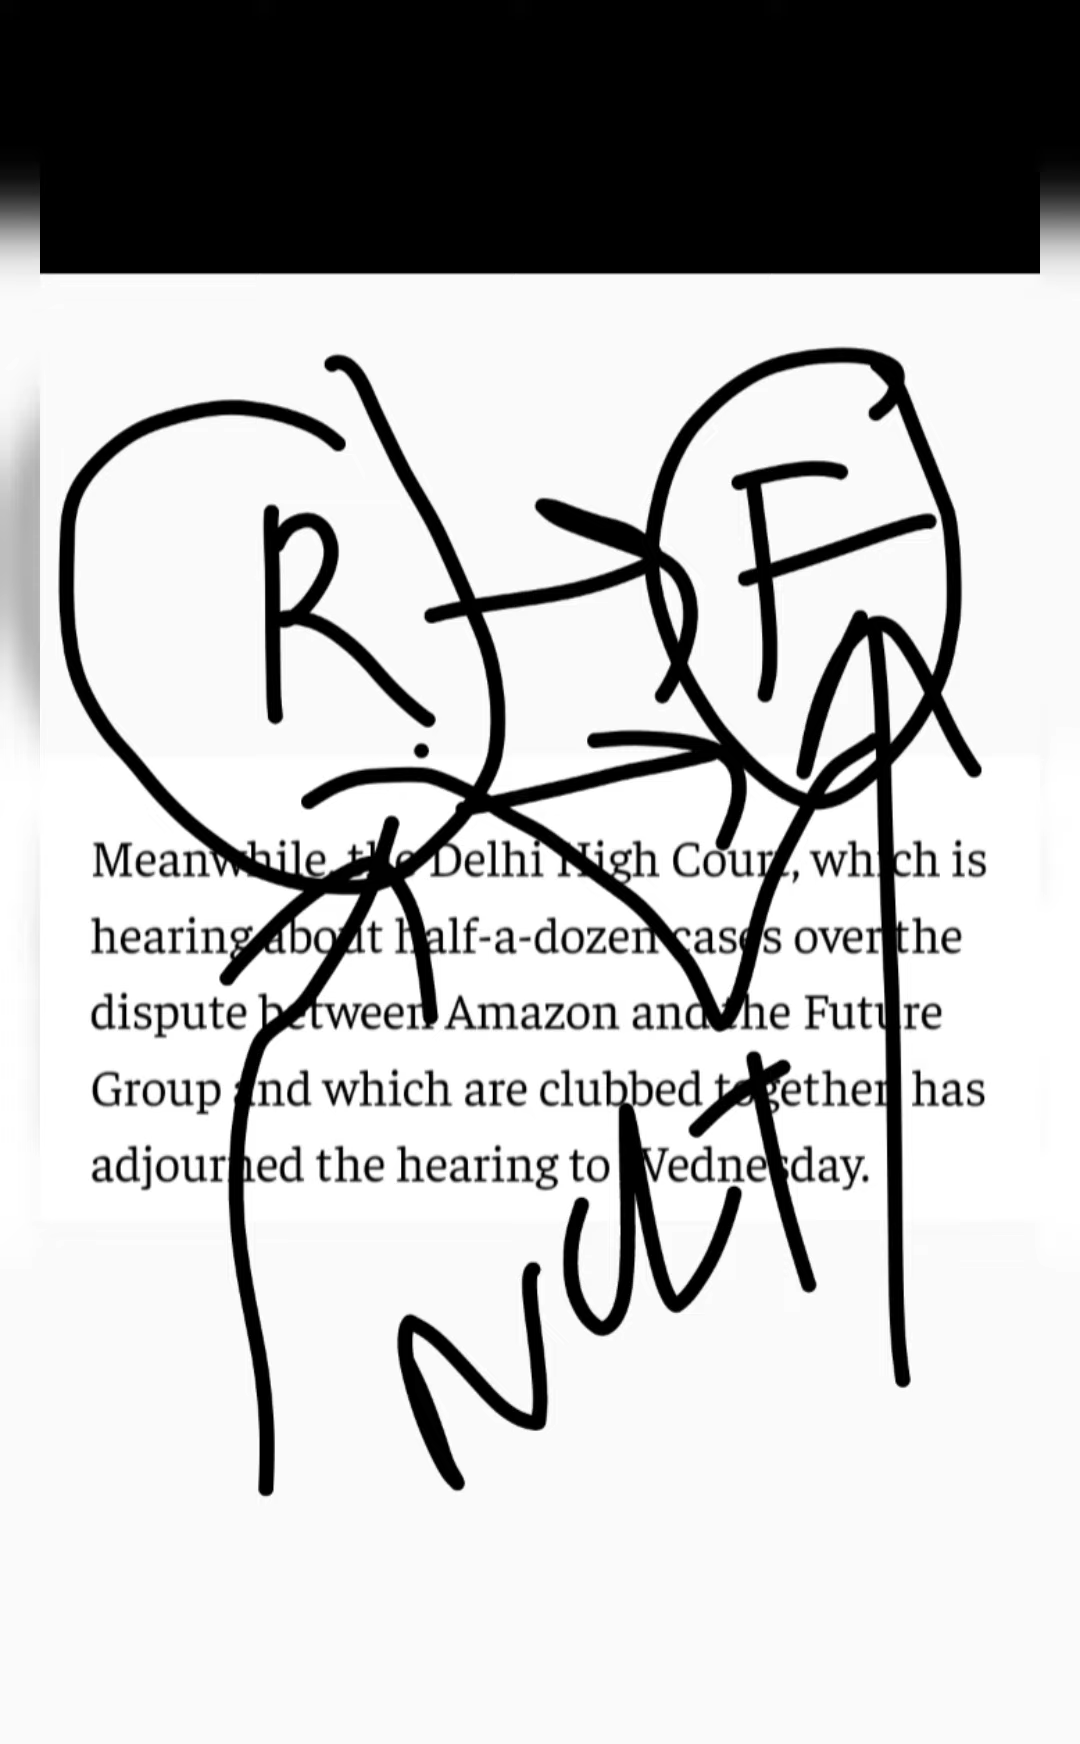 R F
Meanwhile, the Delhi High Court, which is
hearing about half-a-dozen cases over the
dispute between Amazon and the Future
Group and which are clubbed together has
adjourned the hearing to Wednesday.